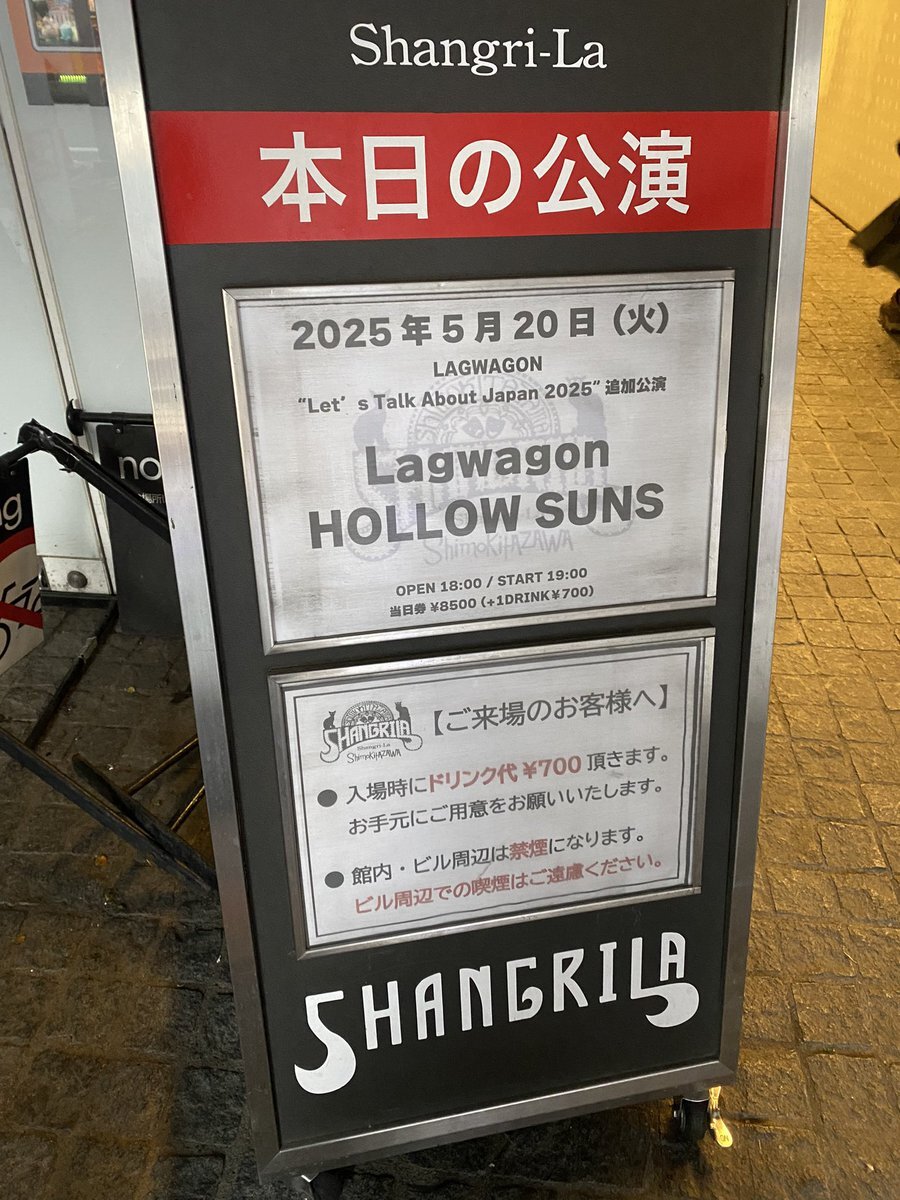 Shangri-La
本日の公演
2025年5月20日（火）
LAGWAGON
“Let’s Talk About Japan 2025” 追加公演
Lagwagon
HOLLOW SUNS
ShimoKitAZAWA
OPEN 18:00 / START 19:00
当日券 ¥8500（+1DRINK¥700）
SHANGRILA
Shangri-La
ShimoKitAZAWA
【ご来場のお客様へ】
● 入場時にドリンク代 ¥700 頂きます。
お手元にご用意をお願いいたします。
● 館内・ビル周辺は禁煙になります。
ビル周辺での喫煙はご遠慮ください。
SHANGRILA
no
ng